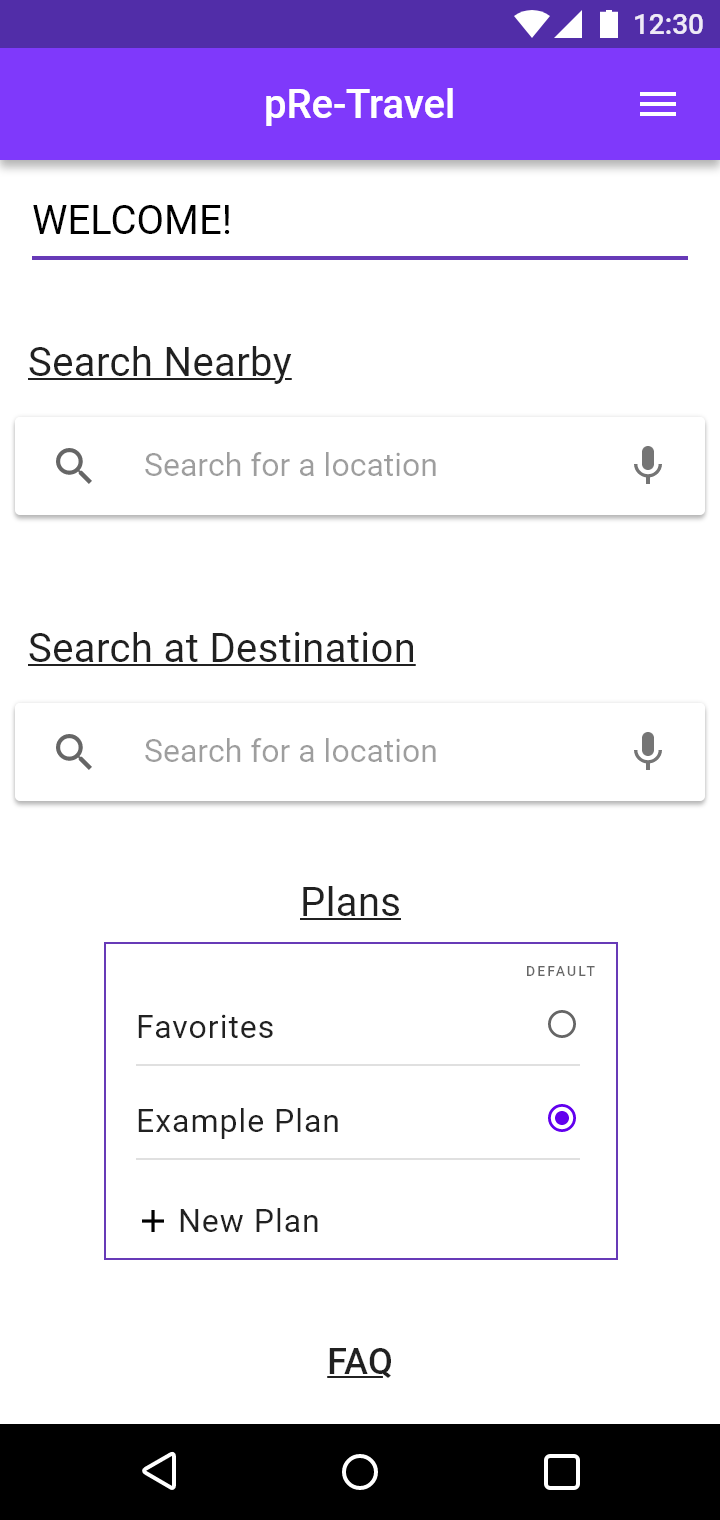 12:30
pRe-Travel
WELCOME!
Search Nearby
Search for a location
Search at Destination
Search for a location
Plans
DEFAULT
Favorites
Example Plan
+ New Plan
FAQ